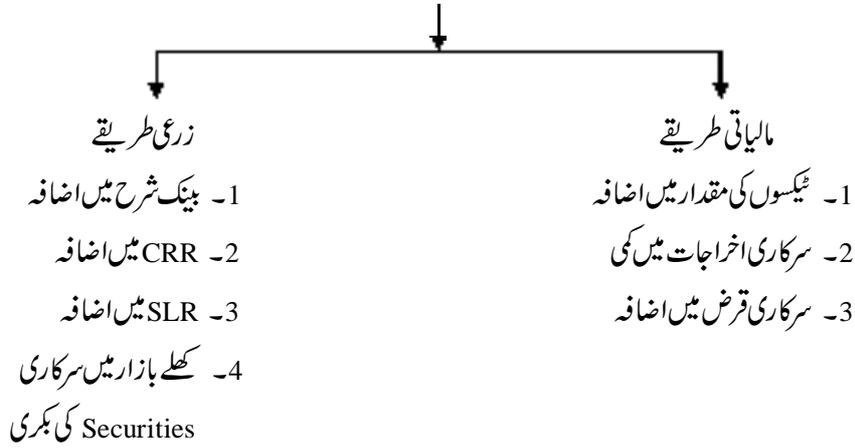 مالیاتی طریقے
1۔ ٹیکسوں کی مقدار میں اضافہ
2۔ سرکاری اخراجات میں کمی
3۔ سرکاری قرض میں اضافہ
زرعی طریقے
1۔ بینک شرح میں اضافہ
2۔ CRR میں اضافہ
3۔ SLR میں اضافہ
4۔ کھلے بازار میں سرکاری
Securities کی بکری